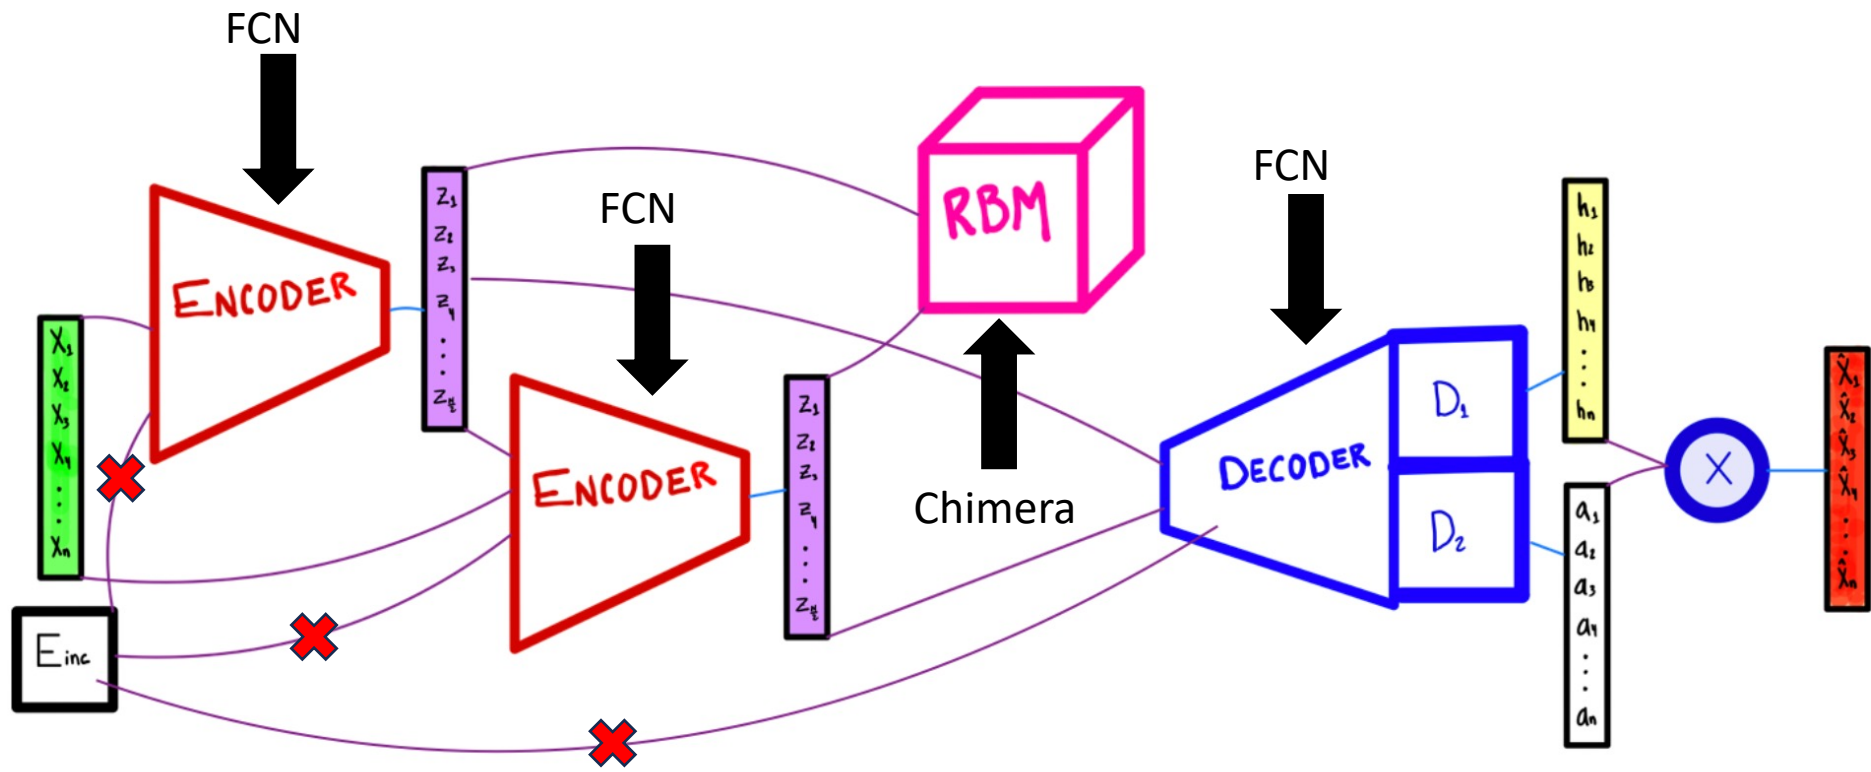 FCN
FCN
FCN
Chimera
ENCODER
ENCODER
RBM
DECODER
D₁
D₂
X₁
X₂
X₃
X₄
⋮
Xₙ
Eᵢₙc
Z₁
Z₂
Z₃
Z₄
⋮
Z₁
Z₂
Z₃
Z₄
⋮
h₁
h₂
h₃
h₄
⋮
hₙ
a₁
a₂
a₃
a₄
⋮
aₙ
X
X̂₁
X̂₂
X̂₃
X̂₄
⋮
X̂ₙ